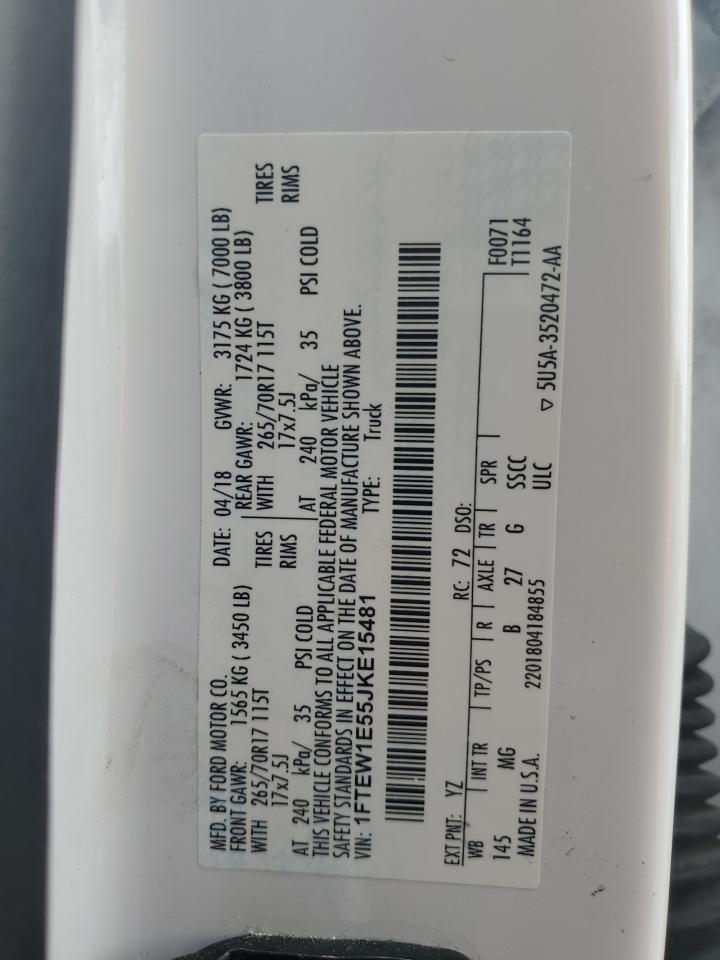 MFD. BY FORD MOTOR CO.
DATE: 04/18 GVWR: 3175 KG ( 7000 LB)
FRONT GAWR: 1565 KG ( 3450 LB) REAR GAWR: 1724 KG ( 3800 LB)
WITH 265/70R17 115T TIRES WITH 265/70R17 115T TIRES
17x7.5J RIMS 17x7.5J RIMS
AT 240 kPa/ 35 PSI COLD AT 240 kPa/ 35 PSI COLD
THIS VEHICLE CONFORMS TO ALL APPLICABLE FEDERAL MOTOR VEHICLE
SAFETY STANDARDS IN EFFECT ON THE DATE OF MANUFACTURE SHOWN ABOVE.
VIN: 1FTEW1E55JKE15481 TYPE: Truck
EXT PNT: YZ RC: 72 DSO:
WB INT TR TP/PS R AXLE TR SPR F0071
145 MG B 27 G SSCC T1164
MADE IN U.S.A. 2201804184855 ULC
▽ 5U5A-3520472-AA